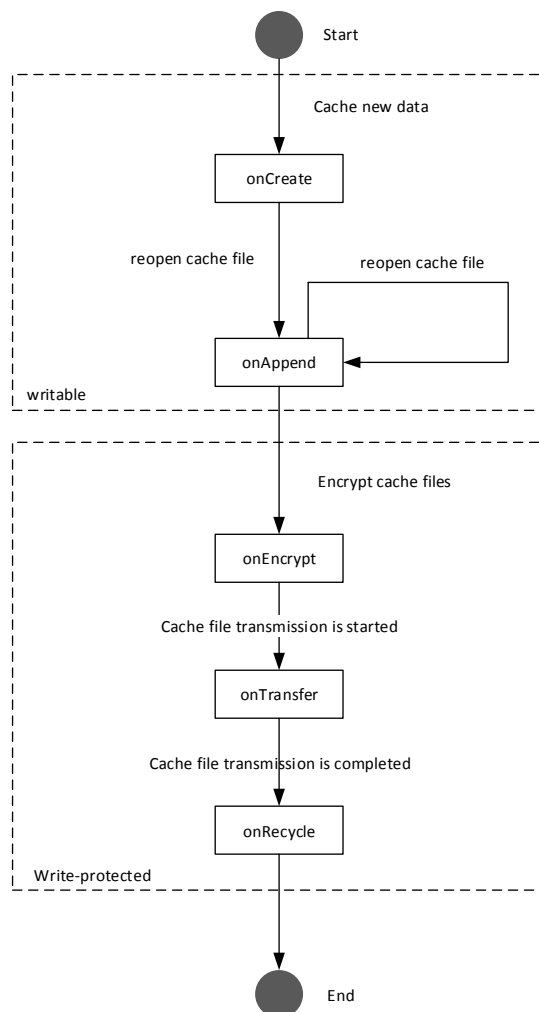 Start
Cache new data
onCreate
reopen cache file
reopen cache file
onAppend
writable
Encrypt cache files
onEncrypt
Cache file transmission is started
onTransfer
Cache file transmission is completed
onRecycle
Write-protected
End